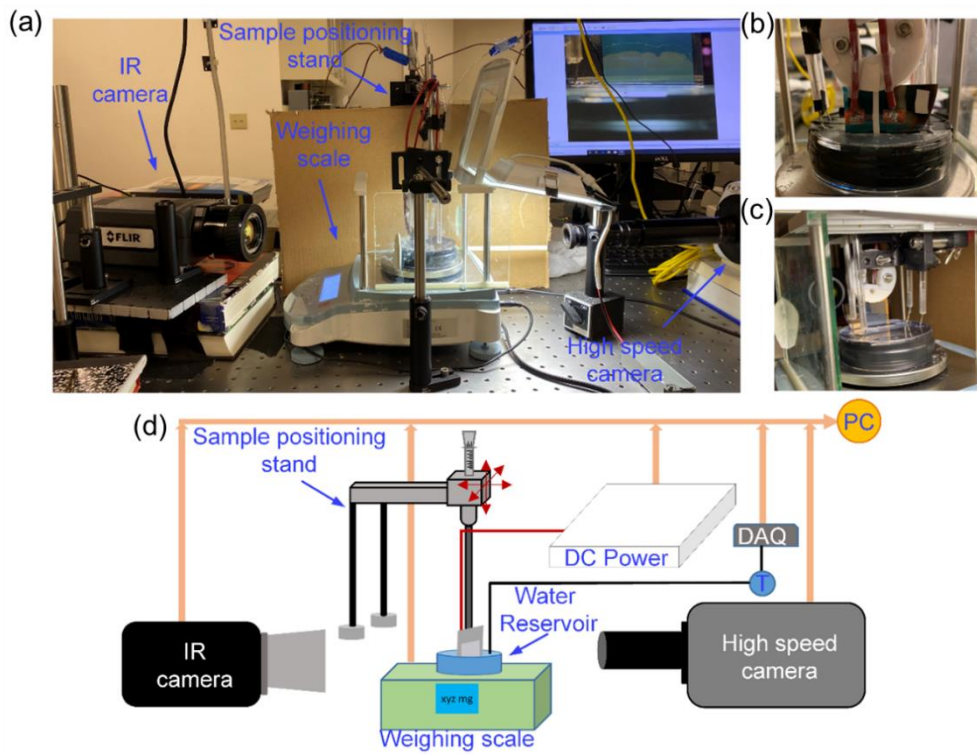 (a)
Sample positioning
stand
IR
camera
Weighing
scale
FLIR
High speed
camera
(b)
(c)
(d)
PC
Sample positioning
stand
DC Power
DAQ
T
Water
Reservoir
IR
camera
High speed
camera
xyz mg
Weighing scale